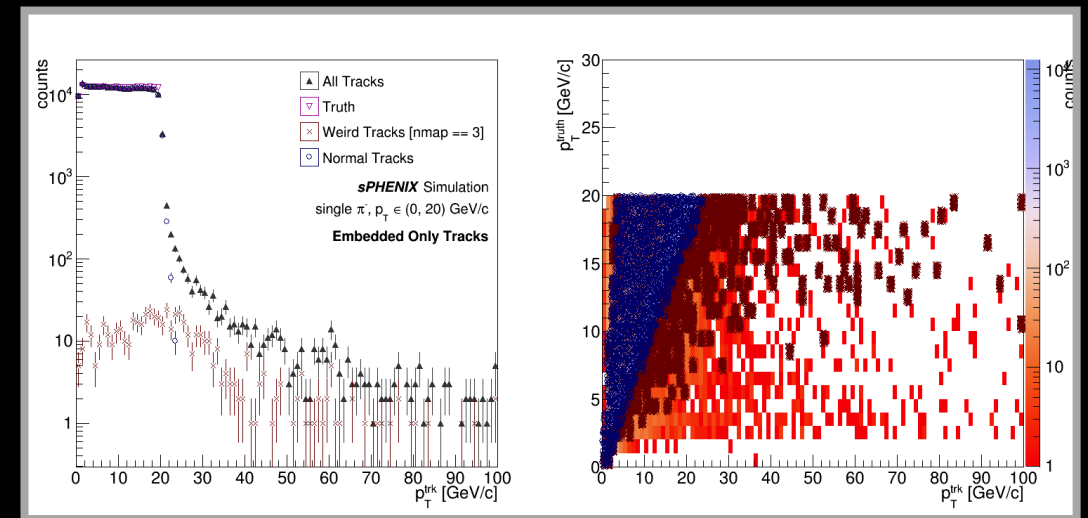 counts
10⁴
10³
10²
10
1
0 10 20 30 40 50 60 70 80 90 100
p_T^trk [GeV/c]
All Tracks
Truth
Weird Tracks [nmap == 3]
Normal Tracks
sPHENIX Simulation
single π⁻, p_T ∈ (0, 20) GeV/c
Embedded Only Tracks
p_T^truth [GeV/c]
30
25
20
15
10
5
0
0 10 20 30 40 50 60 70 80 90 100
p_T^trk [GeV/c]
counts
10⁴
10³
10²
10
1